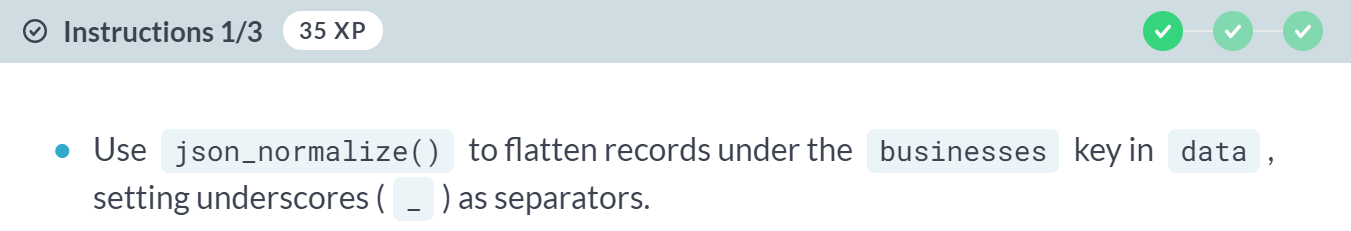 Instructions 1/3 35 XP
Use json_normalize() to flatten records under the businesses key in data ,
setting underscores ( _ ) as separators.